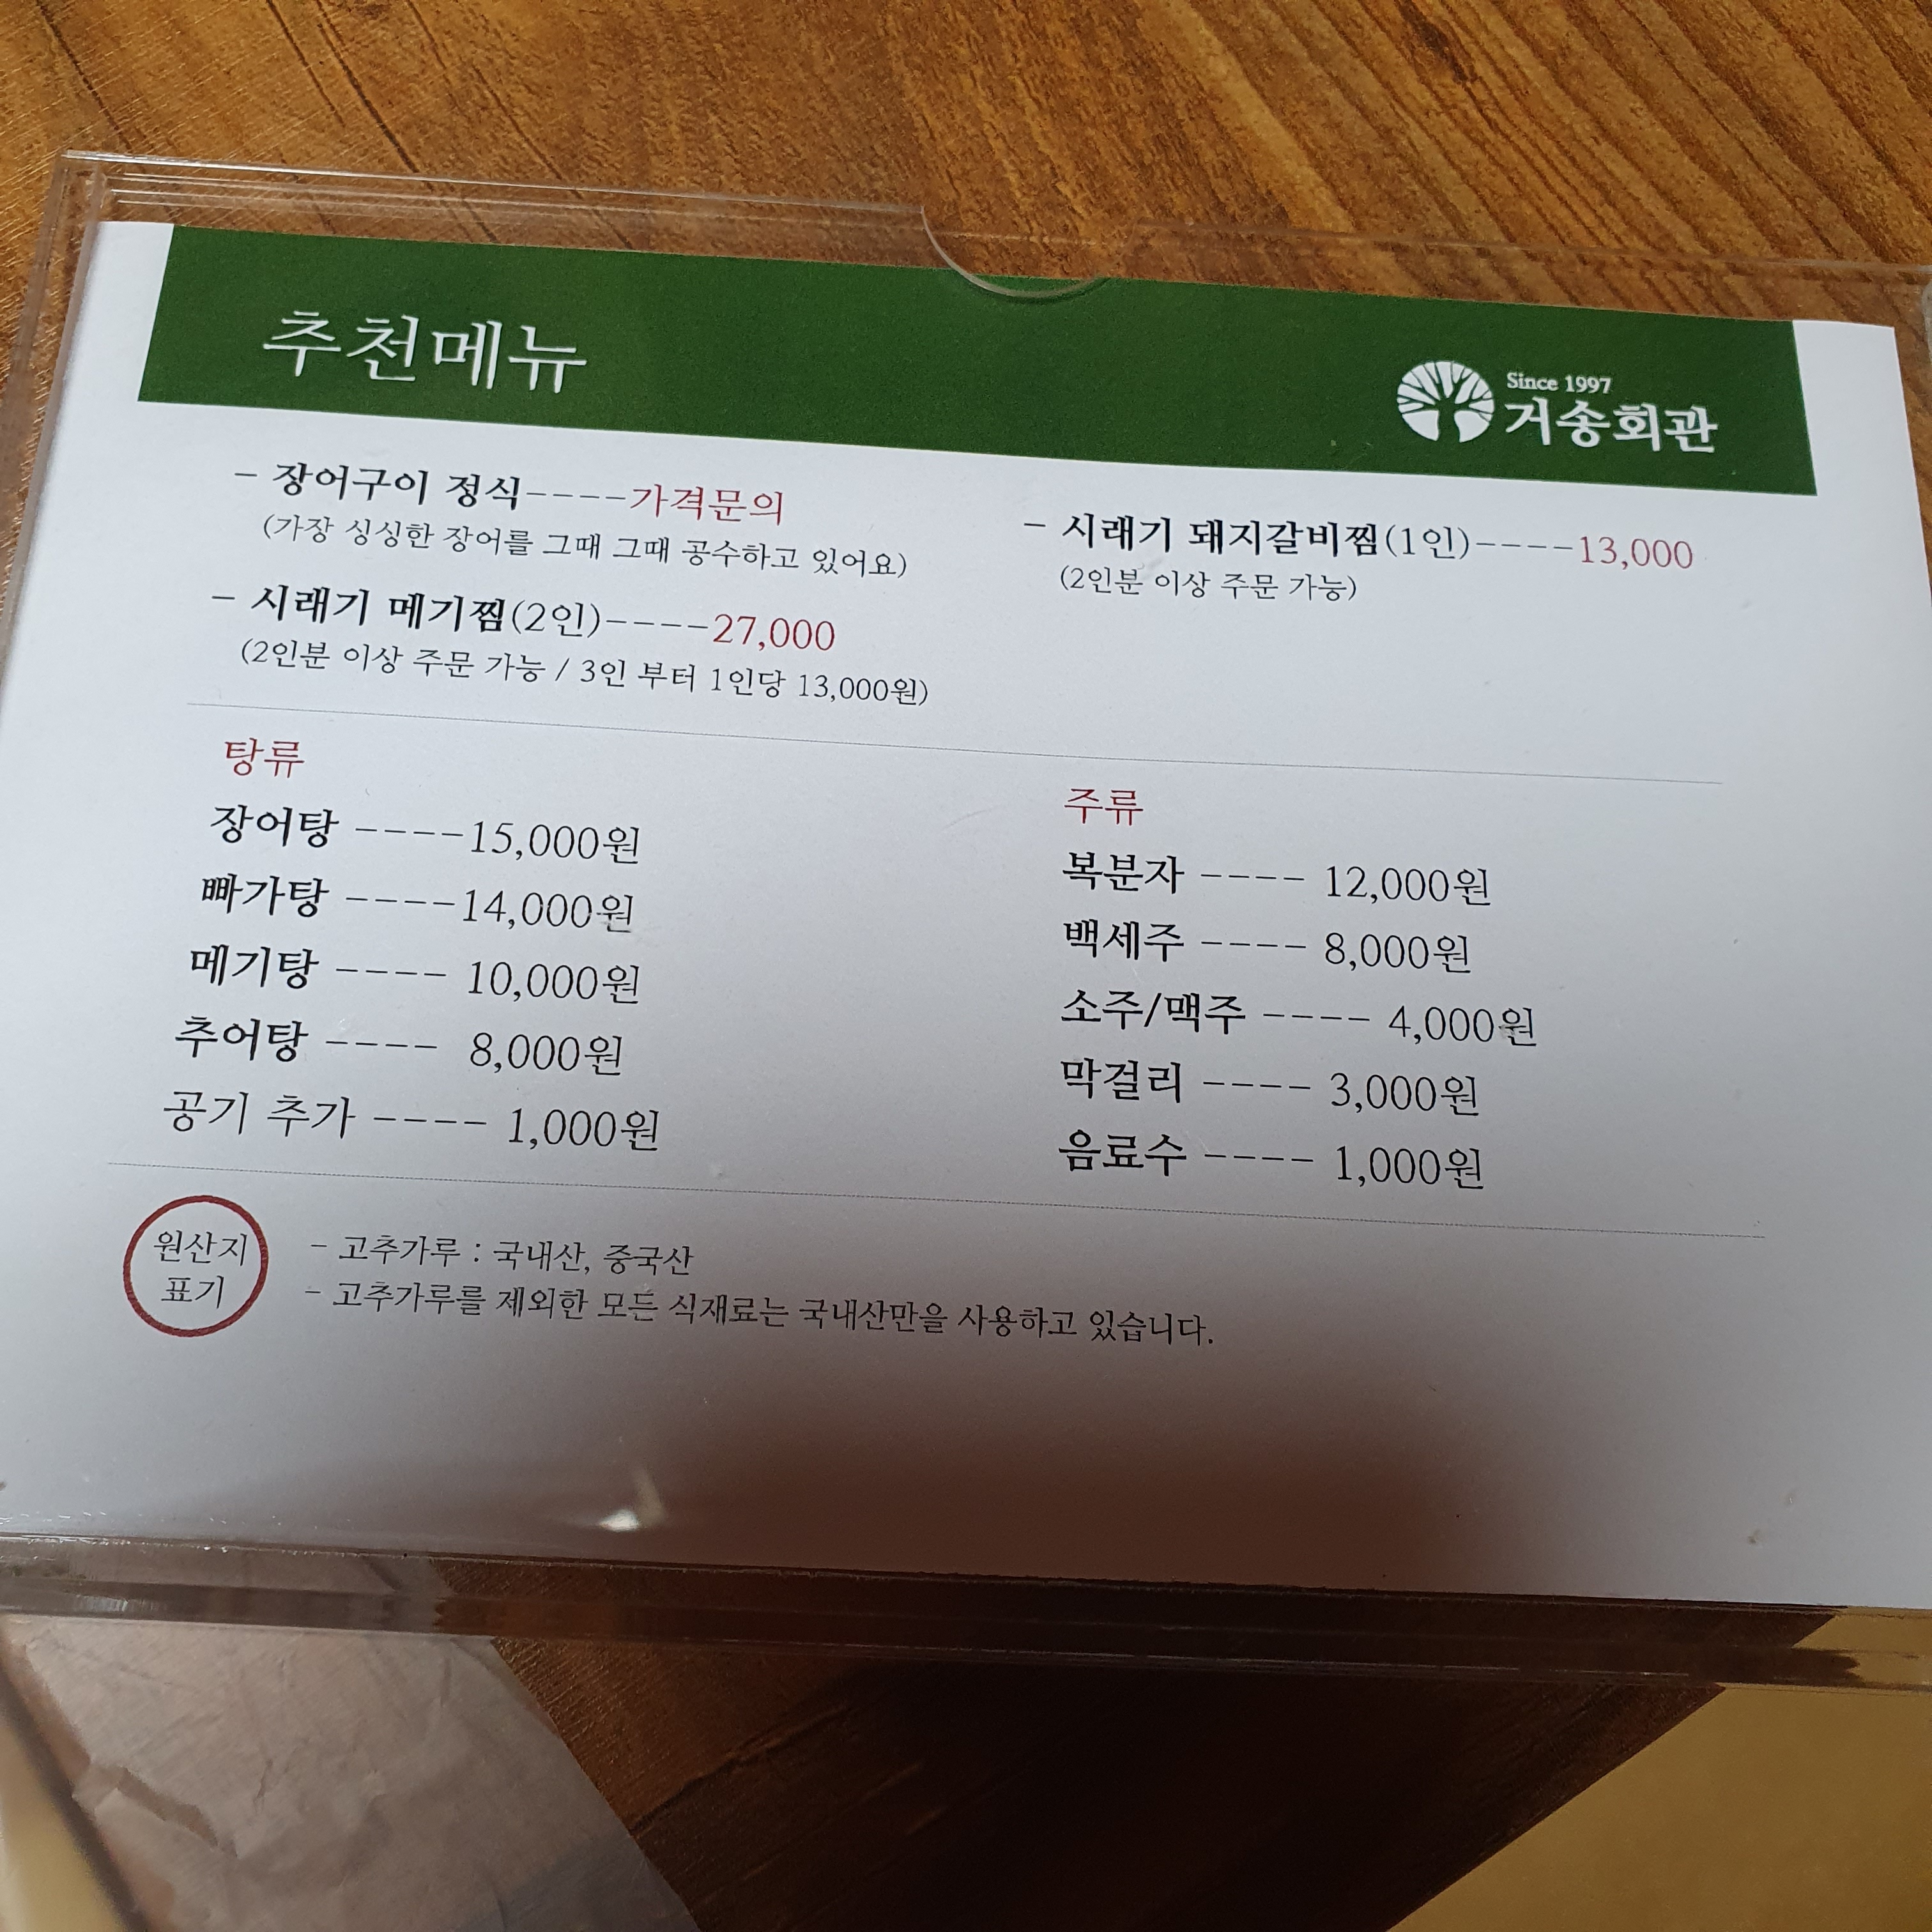 추천메뉴
Since 1997
거송회관
- 장어구이 정식----가격문의
(가장 싱싱한 장어를 그때 그때 공수하고 있어요)
- 시래기 메기찜(2인)----27,000
(2인분 이상 주문 가능 / 3인 부터 1인당 13,000원)
- 시래기 돼지갈비찜(1인)----13,000
(2인분 이상 주문 가능)
탕류
장어탕 ----15,000원
빠가탕 ----14,000원
메기탕 ---- 10,000원
추어탕 ---- 8,000원
공기 추가 ---- 1,000원
주류
복분자 ---- 12,000원
백세주 ---- 8,000원
소주/맥주 ---- 4,000원
막걸리 ---- 3,000원
음료수 ---- 1,000원
원산지
표기
- 고추가루 : 국내산, 중국산
- 고추가루를 제외한 모든 식재료는 국내산만을 사용하고 있습니다.